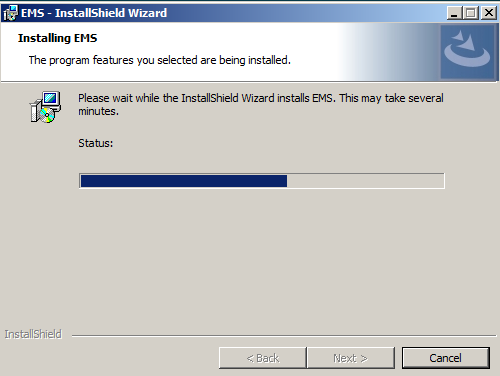 EMS - InstallShield Wizard
Installing EMS
The program features you selected are being installed.
Please wait while the InstallShield Wizard installs EMS. This may take several
minutes.
Status:
InstallShield
< Back Next > Cancel